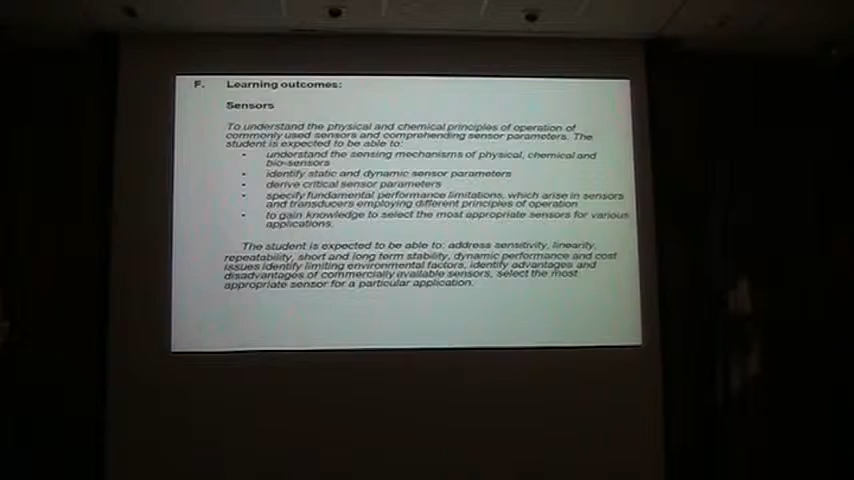 F. Learning outcomes:
Sensors
To understand the physical and chemical principles of operation of
commonly used sensors and comprehending sensor parameters. The
student is expected to be able to:
- understand the sensing mechanisms of physical, chemical and
bio-sensors
- identify static and dynamic sensor parameters
- derive critical sensor parameters
- specify fundamental performance limitations, which arise in sensors
and transducers employing different principles of operation
- to gain knowledge to select the most appropriate sensors for various
applications.
The student is expected to be able to: address sensitivity, linearity,
repeatability, short and long term stability, dynamic performance and cost
issues identify limiting environmental factors, identify advantages and
disadvantages of commercially available sensors, select the most
appropriate sensor for a particular application.